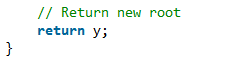 // Return new root
return y;
}